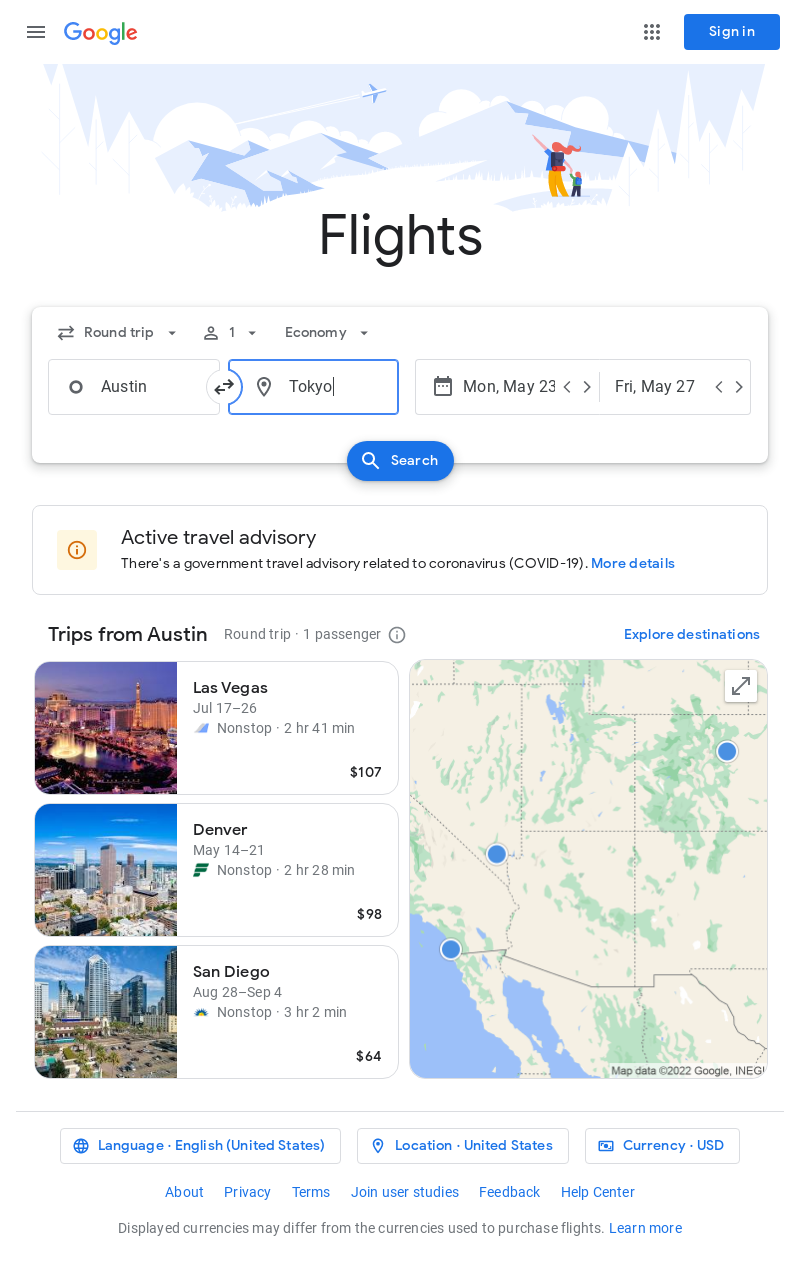 Google
Sign in
Flights
Round trip
1
Economy
Austin
Tokyo
Mon, May 23
Fri, May 27
Search
Active travel advisory
There's a government travel advisory related to coronavirus (COVID-19). More details
Trips from Austin
Round trip · 1 passenger
Explore destinations
Las Vegas
Jul 17–26
Nonstop · 2 hr 41 min
$107
Denver
May 14–21
Nonstop · 2 hr 28 min
$98
San Diego
Aug 28–Sep 4
Nonstop · 3 hr 2 min
$64
Map data ©2022 Google, INEGI
Language · English (United States)
Location · United States
Currency · USD
About Privacy Terms Join user studies Feedback Help Center
Displayed currencies may differ from the currencies used to purchase flights. Learn more